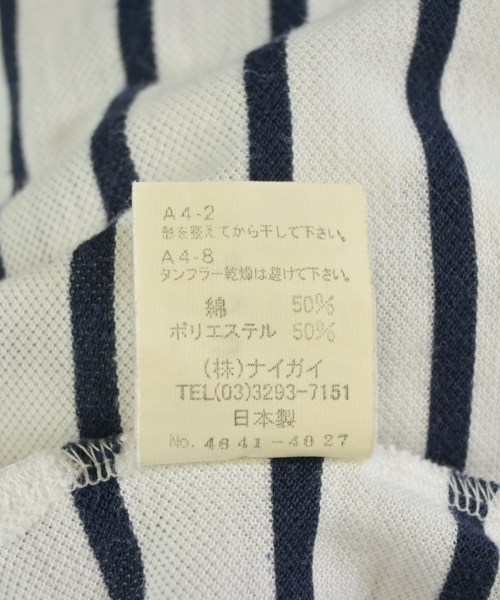 A4-2
形を整えてから干して下さい。
A4-8
タンブラー乾燥は避けて下さい。
綿 50%
ポリエステル 50%
(株)ナイガイ
TEL(03)3293-7151
日本製
No. 4641-4027